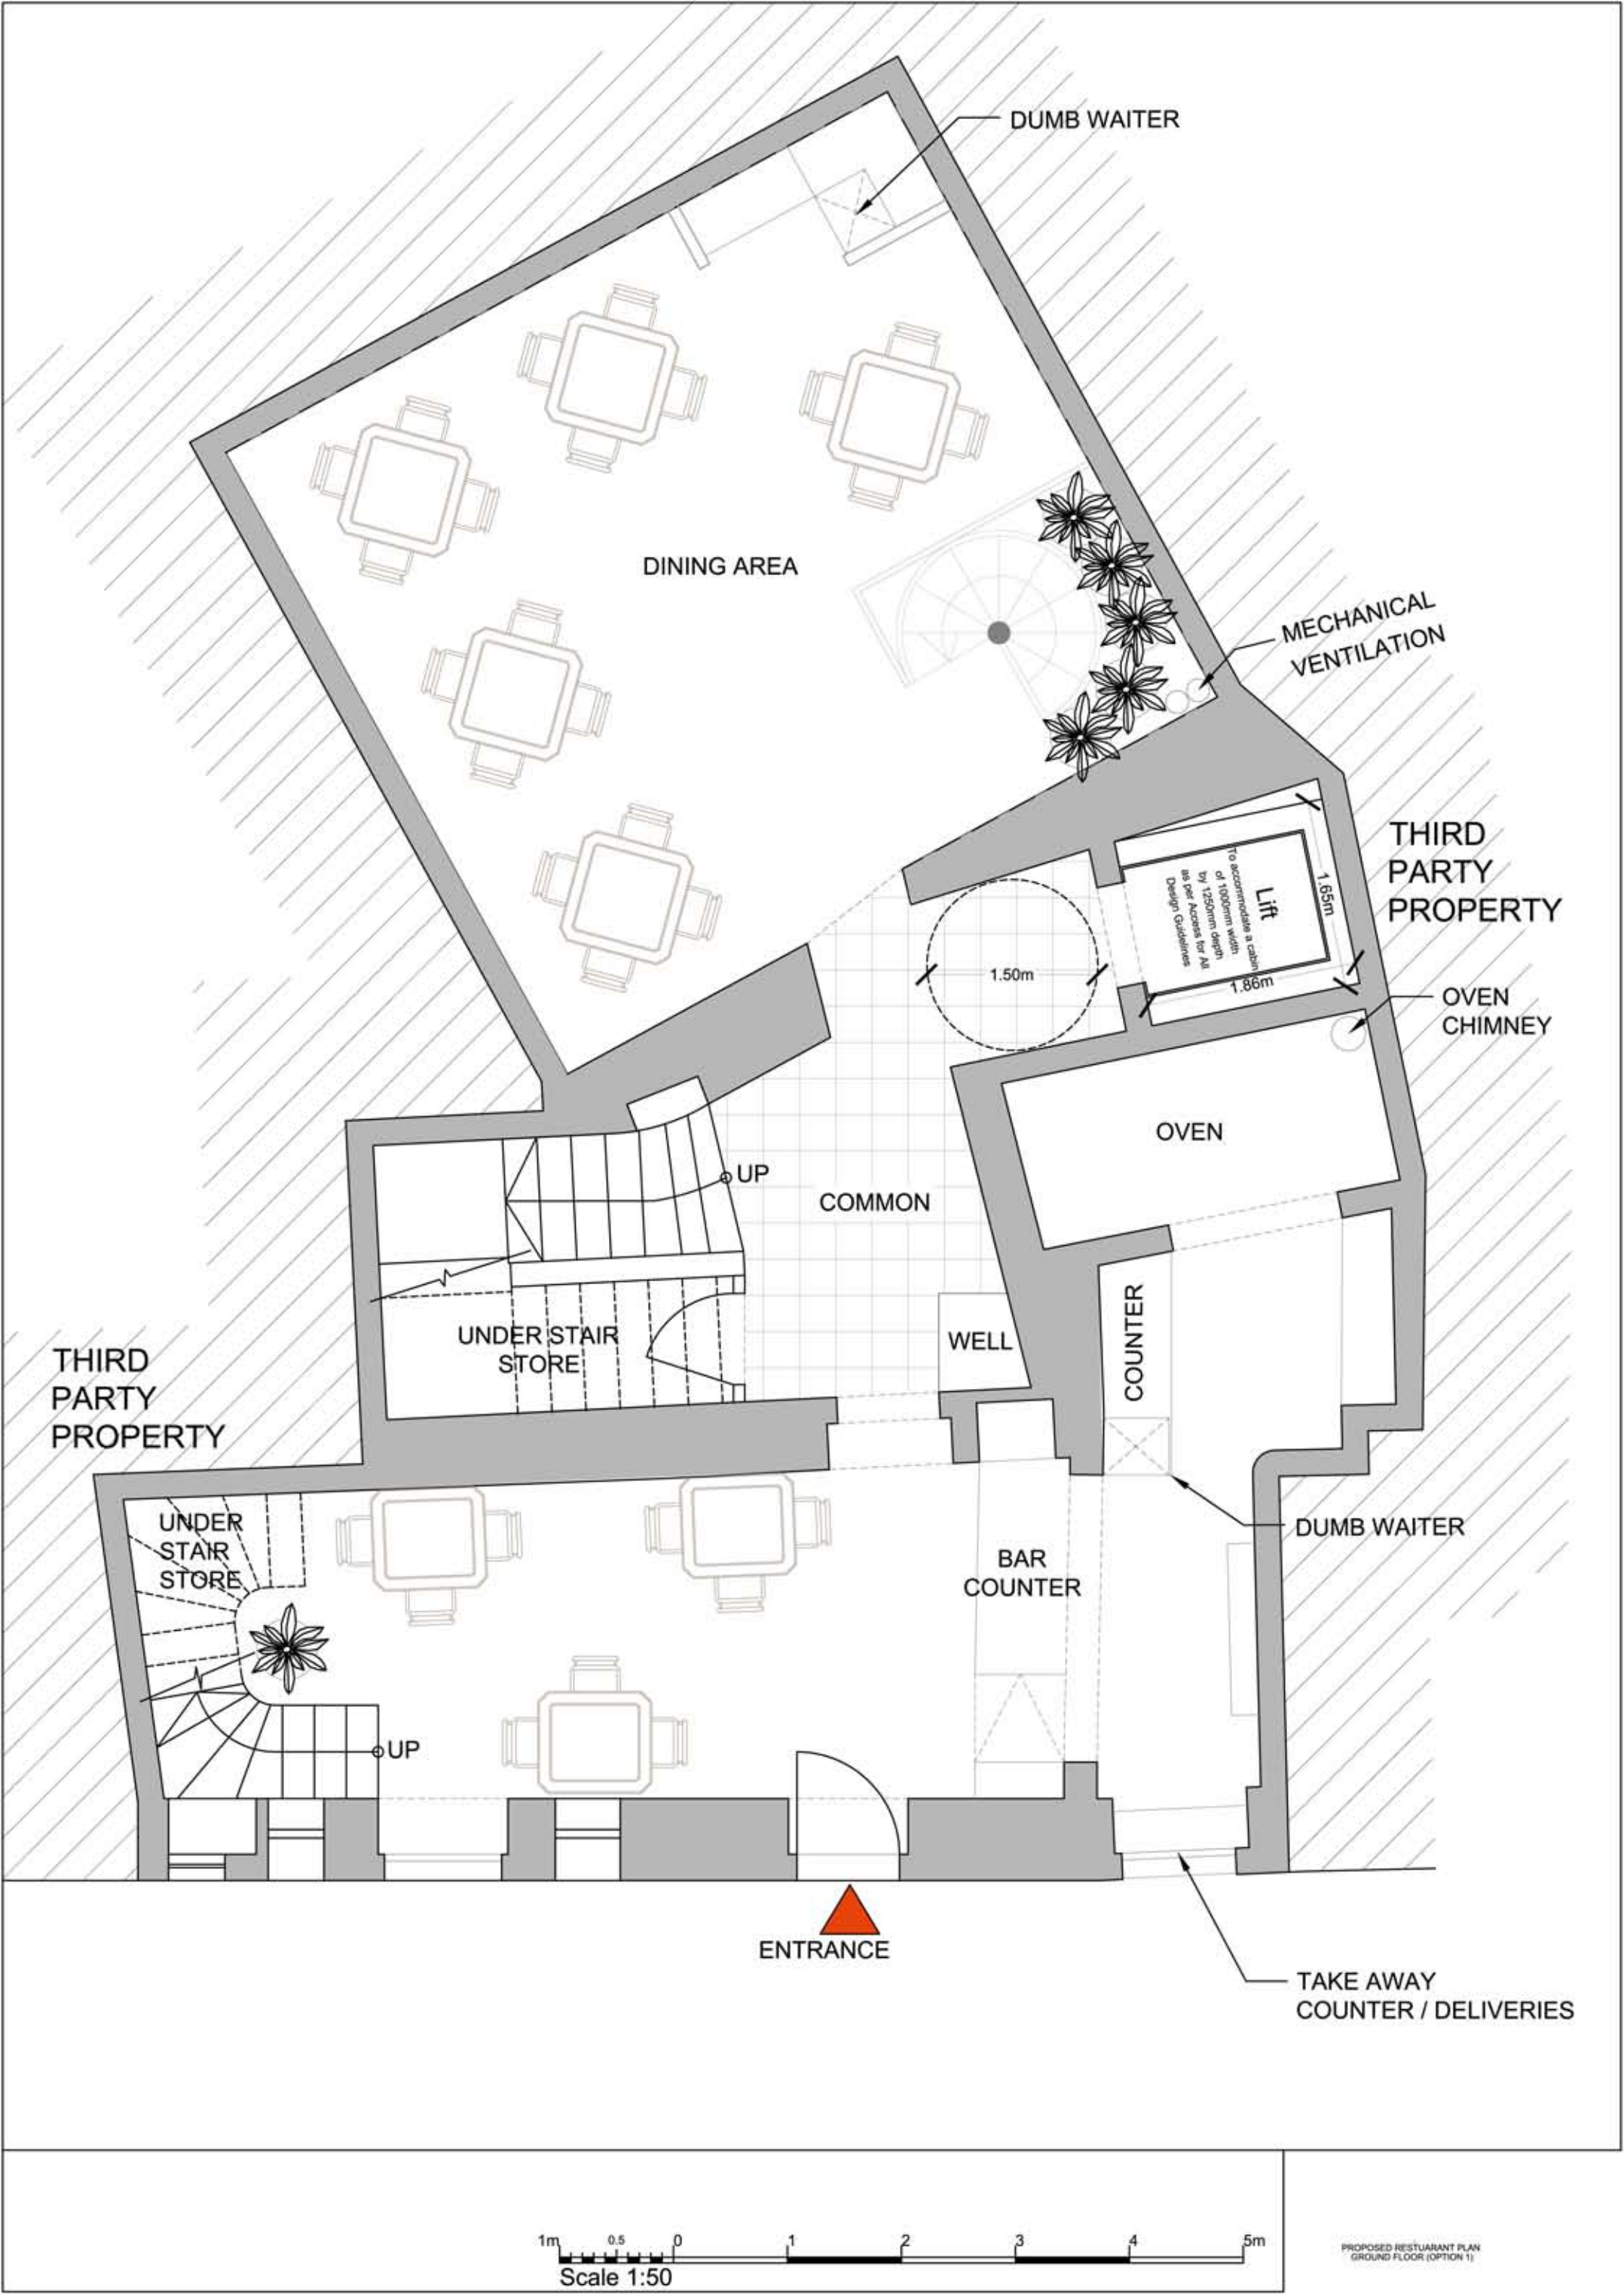 DUMB WAITER
DINING AREA
MECHANICAL
VENTILATION
THIRD
PARTY
PROPERTY
Lift
To accommodate a cabin
of 1000mm width
by 1250mm depth
as per Access for All
Design Guidelines
1.65m
1.86m
1.50m
OVEN
CHIMNEY
OVEN
UP
COMMON
UNDER STAIR
STORE
WELL
COUNTER
THIRD
PARTY
PROPERTY
UNDER
STAIR
STORE
BAR
COUNTER
DUMB WAITER
UP
ENTRANCE
TAKE AWAY
COUNTER / DELIVERIES
1m 0.5 0 1 2 3 4 5m
Scale 1:50
PROPOSED RESTUARANT PLAN
GROUND FLOOR (OPTION 1)